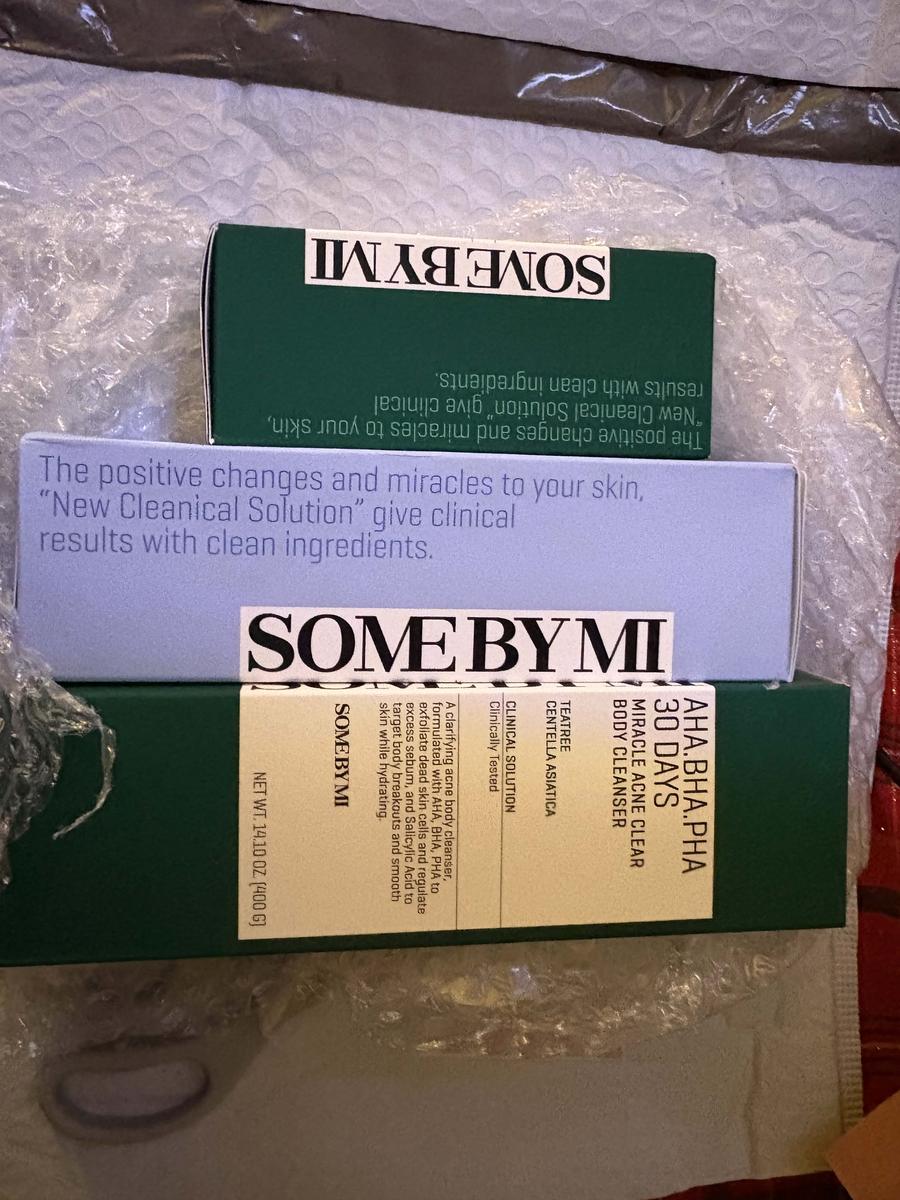 SOME BY MI
The positive changes and miracles to your skin,
"New Cleanical Solution" give clinical
results with clean ingredients.
The positive changes and miracles to your skin,
“New Cleanical Solution” give clinical
results with clean ingredients.
SOME BY MI
AHA.BHA.PHA
30 DAYS
MIRACLE ACNE CLEAR
BODY CLEANSER
TEATREE
CENTELLA ASIATICA
CLINICAL SOLUTION
Clinically Tested
A clarifying acne body cleanser,
formulated with AHA, BHA, PHA to
exfoliate dead skin cells and regulate
excess sebum, and Salicylic Acid to
target body breakouts and smooth
skin while hydrating.
SOME BY MI
NET WT. 14.10 OZ. (400 G)